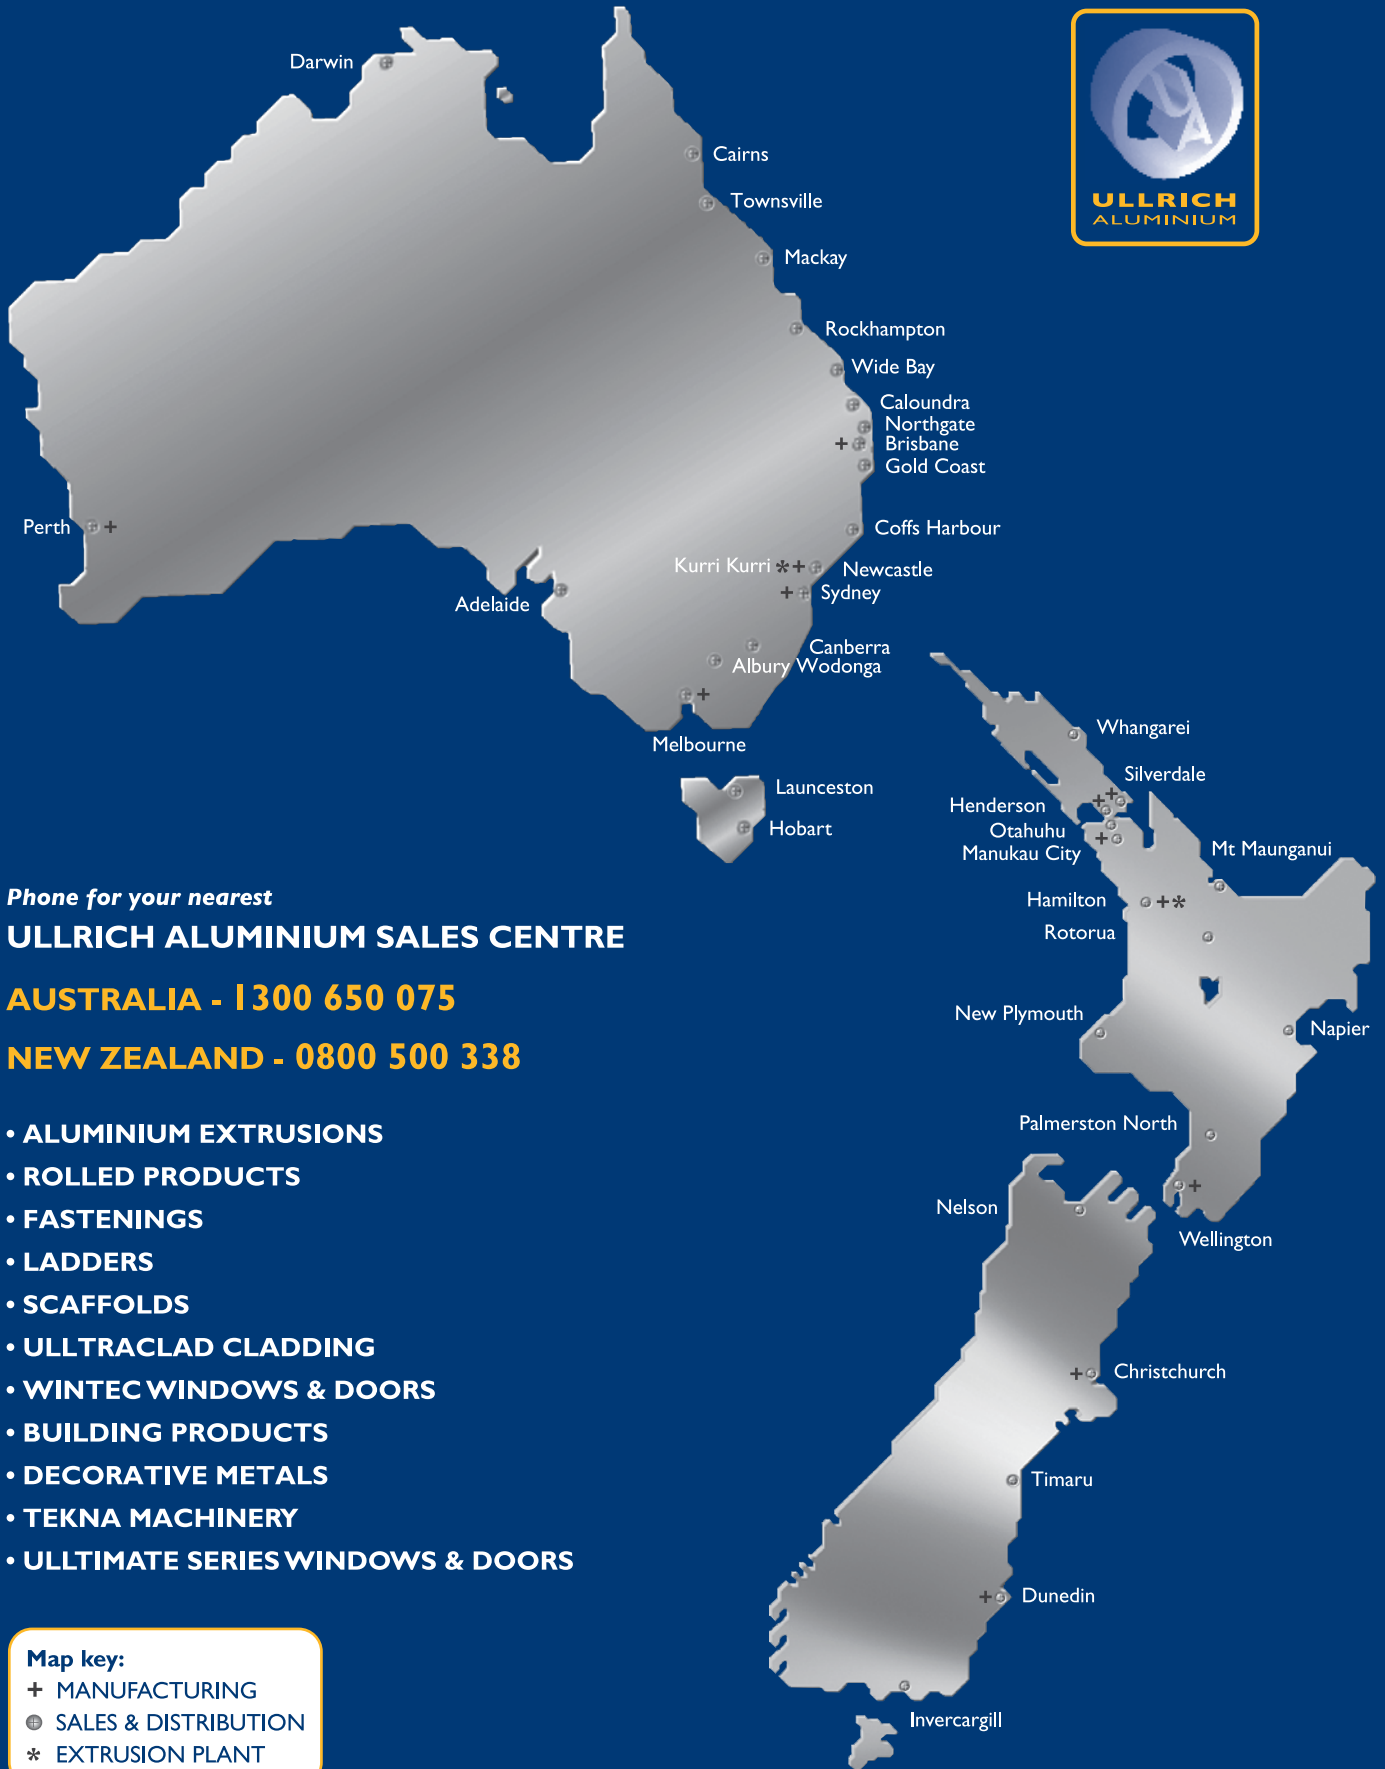 Darwin
UA
ULLRICH
ALUMINIUM
Cairns
Townsville
Mackay
Rockhampton
Wide Bay
Caloundra
Northgate
+ Brisbane
Gold Coast
Perth +
Coffs Harbour
Kurri Kurri *+ Newcastle
+ Sydney
Adelaide
Canberra
Albury Wodonga
+
Melbourne
Launceston
Hobart
Whangarei
Silverdale
Henderson ++
Otahuhu
Manukau City +
Mt Maunganui
Hamilton +*
Rotorua
New Plymouth
Napier
Palmerston North
+
Wellington
Nelson
+ Christchurch
Timaru
+ Dunedin
Invercargill
Phone for your nearest
ULLRICH ALUMINIUM SALES CENTRE
AUSTRALIA - 1300 650 075
NEW ZEALAND - 0800 500 338
• ALUMINIUM EXTRUSIONS
• ROLLED PRODUCTS
• FASTENINGS
• LADDERS
• SCAFFOLDS
• ULLTRACLAD CLADDING
• WINTEC WINDOWS & DOORS
• BUILDING PRODUCTS
• DECORATIVE METALS
• TEKNA MACHINERY
• ULLTIMATE SERIES WINDOWS & DOORS
Map key:
+ MANUFACTURING
SALES & DISTRIBUTION
* EXTRUSION PLANT